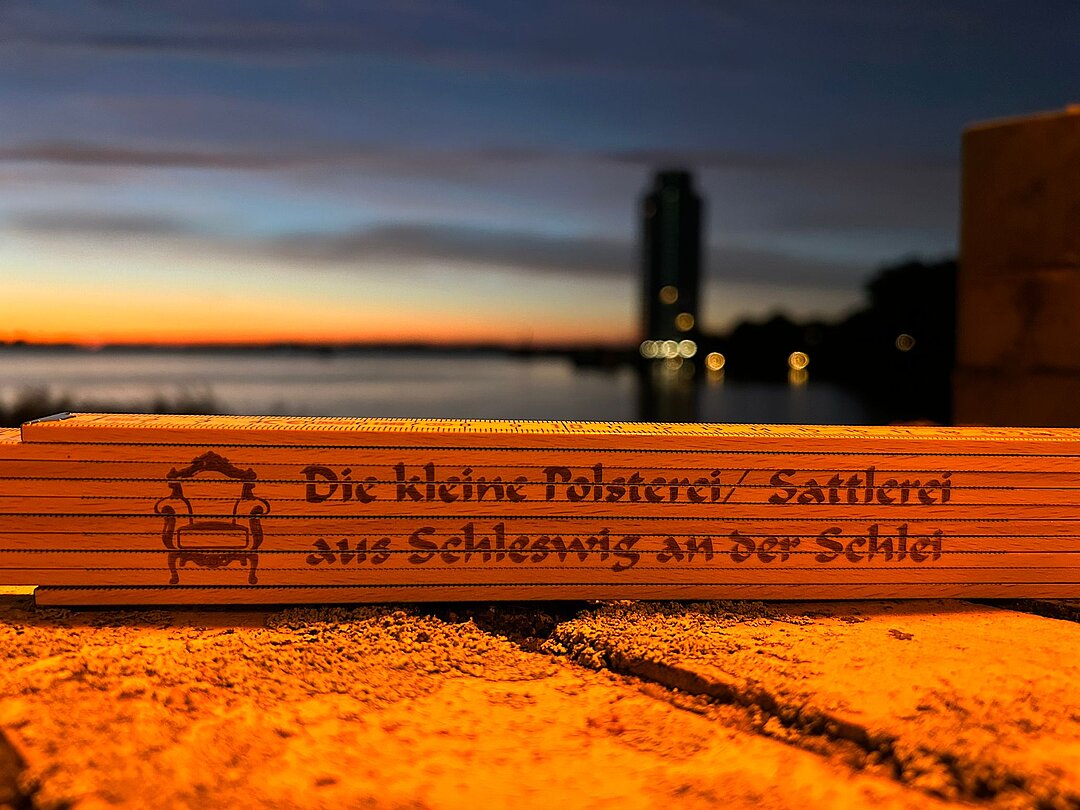 Die kleine Polsterei/ Sattlerei
aus Schleswig an der Schlei